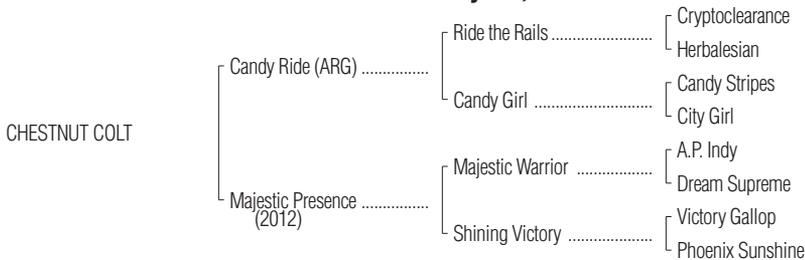 Cryptoclearance
Ride the Rails ......................
Herbalesian
Candy Ride (ARG) ................
Candy Stripes
Candy Girl ..........................
City Girl
CHESTNUT COLT
A.P. Indy
Majestic Warrior .................
Dream Supreme
Majestic Presence ................
(2012)
Victory Gallop
Shining Victory ...................
Phoenix Sunshine